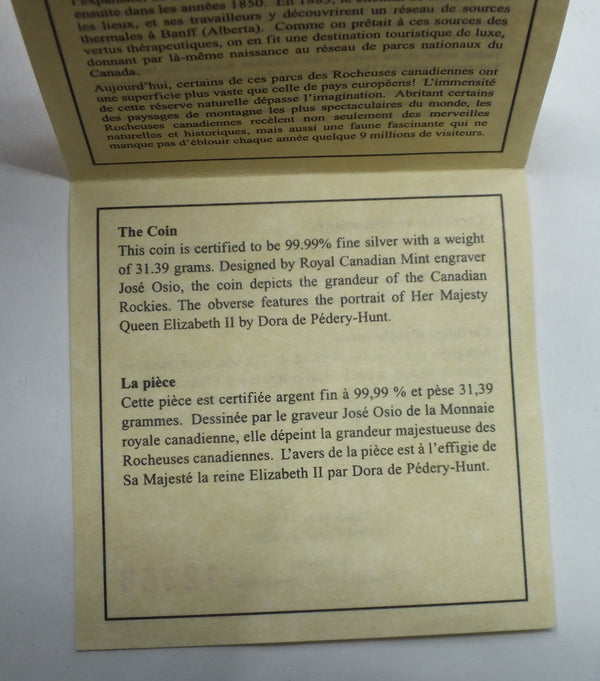 ensuite dans les années 1850. En 1883,
les lieux, et ses travailleurs y découvrirent un réseau de sources
thermales à Banff (Alberta). Comme on prêtait à ces sources des
vertus thérapeutiques, on en fit une destination touristique de luxe,
donnant par là-même naissance au réseau de parcs nationaux du
Canada.
Aujourd'hui, certains de ces parcs des Rocheuses canadiennes ont
une superficie plus vaste que celle de pays européens! L'immensité
de cette réserve naturelle dépasse l'imagination. Abritant certains
des paysages de montagne les plus spectaculaires du monde, les
Rocheuses canadiennes recèlent non seulement des merveilles
naturelles et historiques, mais aussi une faune fascinante qui ne
manque pas d'éblouir chaque année quelque 9 millions de visiteurs.
The Coin
This coin is certified to be 99.99% fine silver with a weight
of 31.39 grams. Designed by Royal Canadian Mint engraver
José Osio, the coin depicts the grandeur of the Canadian
Rockies. The obverse features the portrait of Her Majesty
Queen Elizabeth II by Dora de Pédery-Hunt.
La pièce
Cette pièce est certifiée argent fin à 99,99 % et pèse 31,39
grammes. Dessinée par le graveur José Osio de la Monnaie
royale canadienne, elle dépeint la grandeur majestueuse des
Rocheuses canadiennes. L'avers de la pièce est à l'effigie de
Sa Majesté la reine Elizabeth II par Dora de Pédery-Hunt.